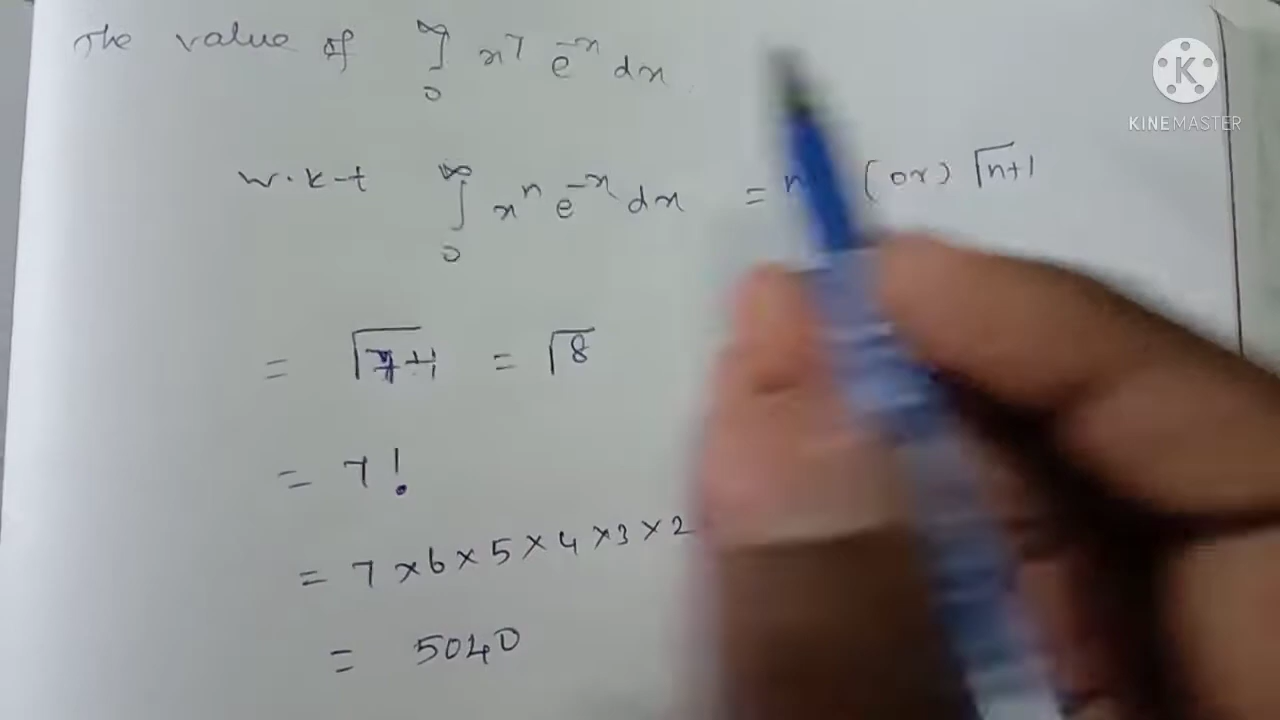 The value of ∞∫0 x7 e^-x dx
KINEMASTER
w.k.t ∞∫0 x^n e^-x dx = n (or) √n+1
= √7+1 = √8
= 7!
= 7×6×5×4×3×2
= 5040